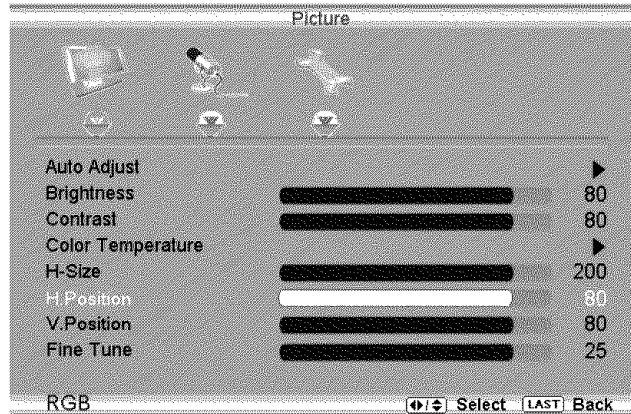 Picture
Auto Adjust
Brightness 80
Contrast 80
Color Temperature
H-Size 200
H.Position 80
V.Position 80
Fine Tune 25
RGB Select LAST Back